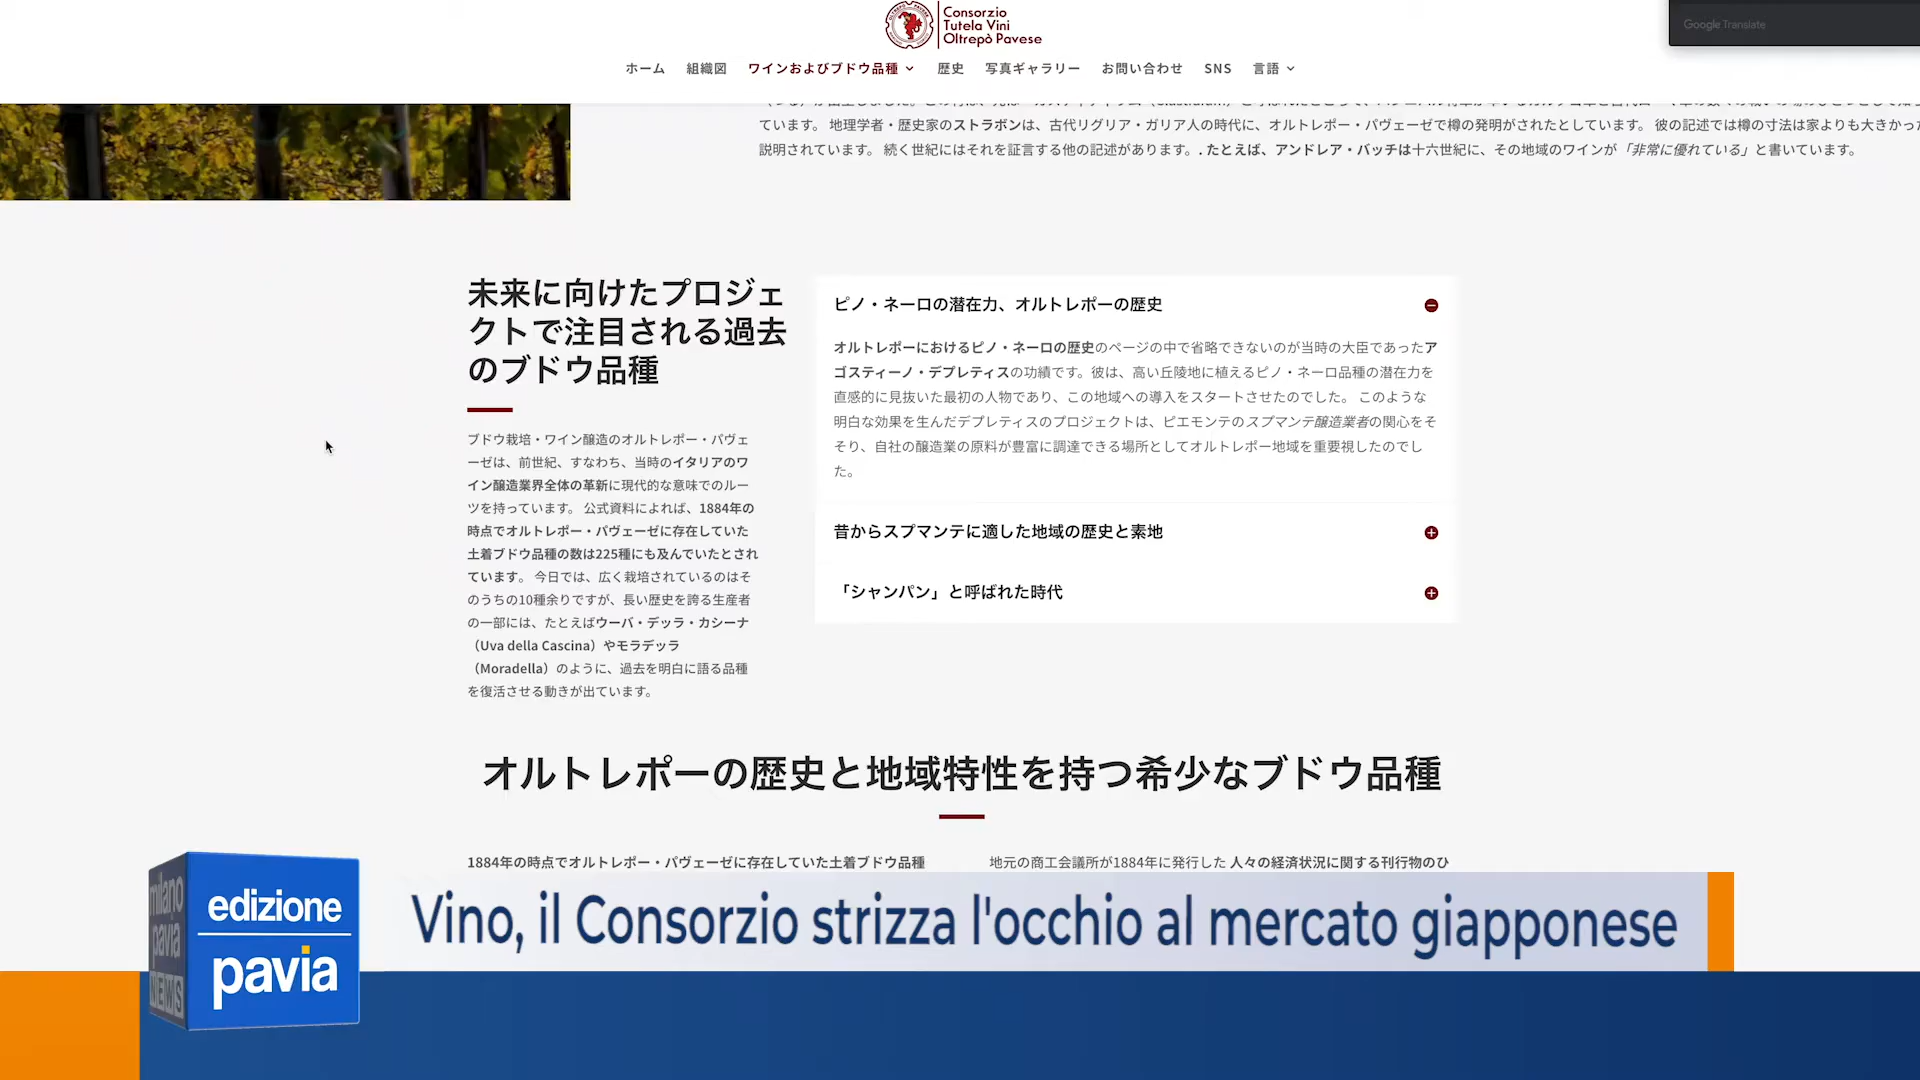 Consorzio
Tutela Vini
Oltrepò Pavese
Google Translate
ホーム 組織図 ワインおよびブドウ品種 歴史 写真ギャラリー お問い合わせ SNS 言語
ています。 地理学者・歴史家のストラボンは、古代リグリア・ガリア人の時代に、オルトレポー・パヴェーゼで樽の発明がされたとしています。 彼の記述では樽の寸法は家よりも大きかった
説明されています。 続く世紀にはそれを証言する他の記述があります。. たとえば、アンドレア・バッチは十六世紀に、その地域のワインが「非常に優れている」と書いています。
未来に向けたプロジェ
クトで注目される過去
のブドウ品種
ブドウ栽培・ワイン醸造のオルトレポー・パヴェ
ーゼは、前世紀、すなわち、当時のイタリアのワ
イン醸造業界全体の革新に現代的な意味でのルー
ツを持っています。 公式資料によれば、1884年の
時点でオルトレポー・パヴェーゼに存在していた
土着ブドウ品種の数は225種にも及んでいたとされ
ています。 今日では、広く栽培されているのはそ
のうちの10種余りですが、長い歴史を誇る生産者
の一部には、たとえばウーバ・デッラ・カシーナ
（Uva della Cascina）やモラデッラ
（Moradella）のように、過去を明白に語る品種
を復活させる動きが出ています。
ピノ・ネーロの潜在力、オルトレポーの歴史
オルトレポーにおけるピノ・ネーロの歴史のページの中で省略できないのが当時の大臣であったア
ゴスティーノ・デプレティスの功績です。彼は、高い丘陵地に植えるピノ・ネーロ品種の潜在力を
直感的に見抜いた最初の人物であり、この地域への導入をスタートさせたのでした。 このような
明白な効果を生んだデプレティスのプロジェクトは、ピエモンテのスプマンテ醸造業者の関心をそ
そり、自社の醸造業の原料が豊富に調達できる場所としてオルトレポー地域を重要視したのでし
た。
昔からスプマンテに適した地域の歴史と素地
「シャンパン」と呼ばれた時代
オルトレポーの歴史と地域特性を持つ希少なブドウ品種
1884年の時点でオルトレポー・パヴェーゼに存在していた土着ブドウ品種
地元の商工会議所が1884年に発行した 人々の経済状況に関する刊行物のひ
milano
pavia
NEWS
edizione
pavia
Vino, il Consorzio strizza l'occhio al mercato giapponese